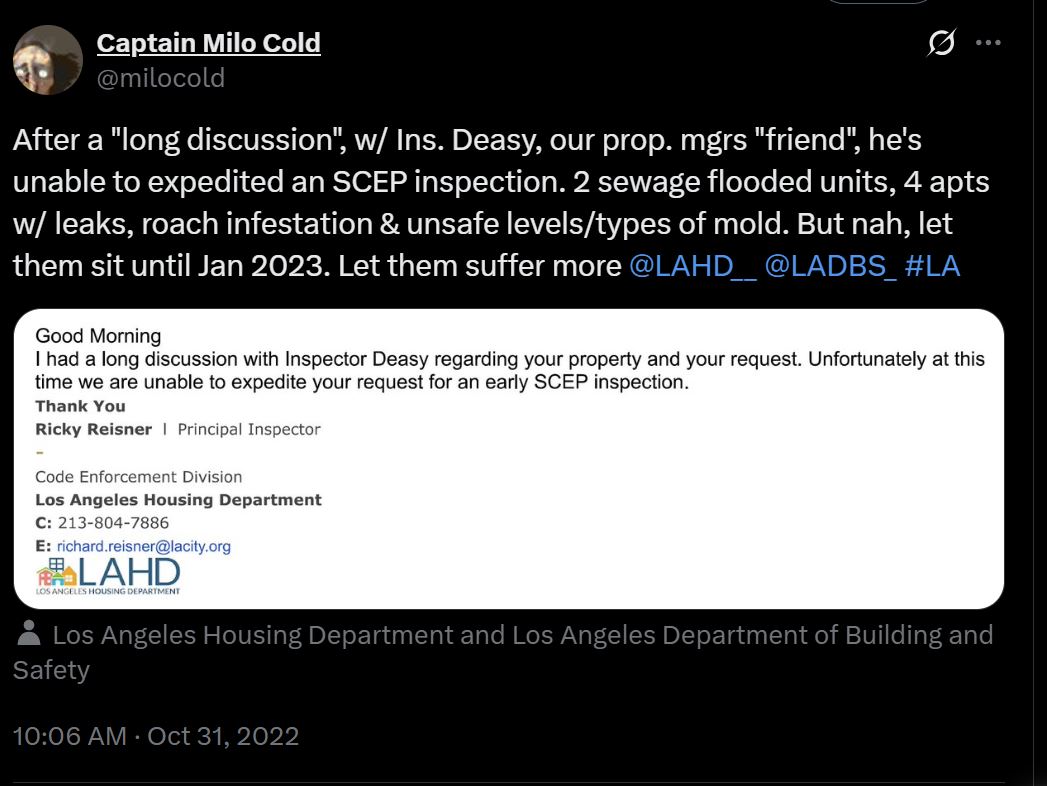 Captain Milo Cold
@milocold
After a "long discussion", w/ Ins. Deasy, our prop. mgrs "friend", he's
unable to expedited an SCEP inspection. 2 sewage flooded units, 4 apts
w/ leaks, roach infestation & unsafe levels/types of mold. But nah, let
them sit until Jan 2023. Let them suffer more @LAHD__ @LADBS_ #LA
Good Morning
I had a long discussion with Inspector Deasy regarding your property and your request. Unfortunately at this
time we are unable to expedite your request for an early SCEP inspection.
Thank You
Ricky Reisner | Principal Inspector
–
Code Enforcement Division
Los Angeles Housing Department
C: 213-804-7886
E: richard.reisner@lacity.org
LAHD
LOS ANGELES HOUSING DEPARTMENT
Los Angeles Housing Department and Los Angeles Department of Building and
Safety
10:06 AM · Oct 31, 2022